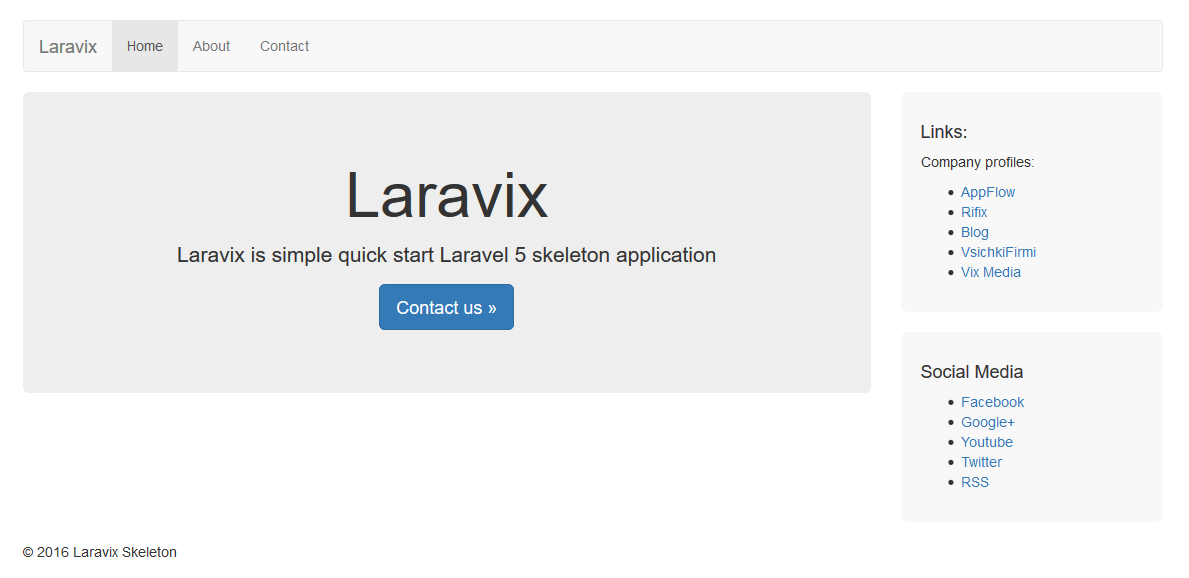 Laravix Home About Contact
Laravix
Laravix is simple quick start Laravel 5 skeleton application
Contact us »
Links:
Company profiles:
AppFlow
Rifix
Blog
VsichkiFirmi
Vix Media
Social Media
Facebook
Google+
Youtube
Twitter
RSS
© 2016 Laravix Skeleton